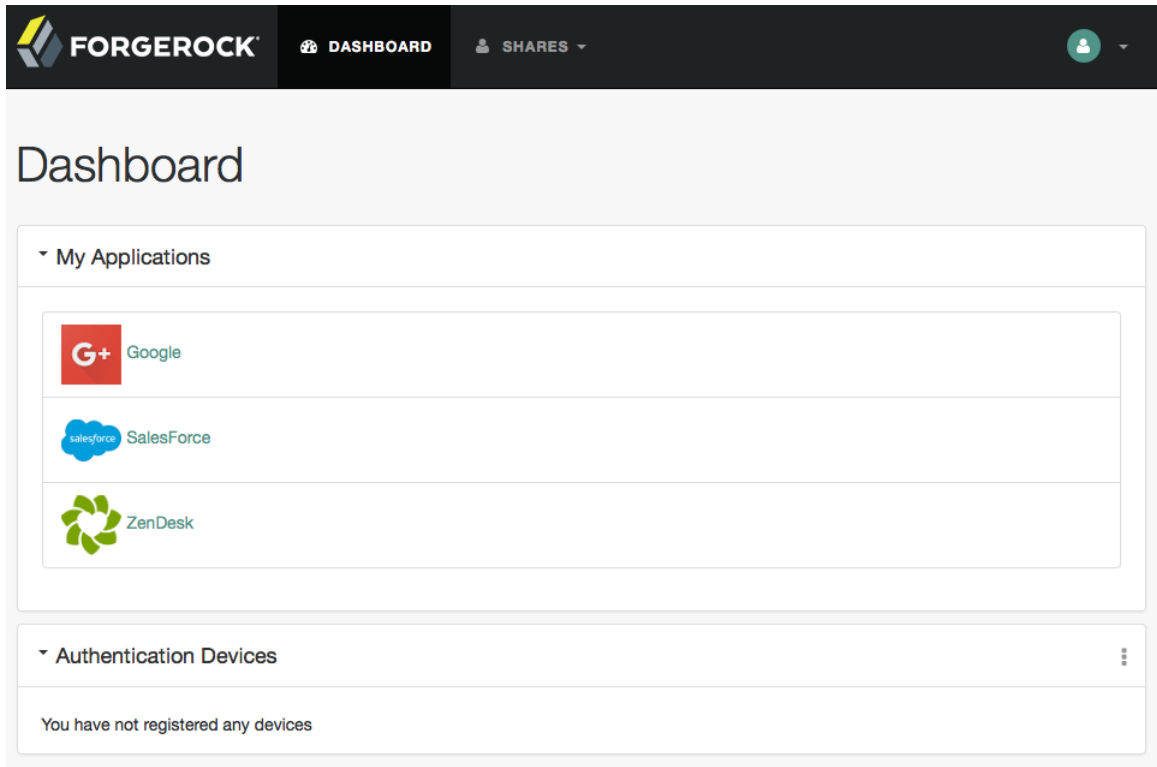 FORGEROCK DASHBOARD SHARES
Dashboard
My Applications
G+ Google
salesforce SalesForce
ZenDesk
Authentication Devices
You have not registered any devices